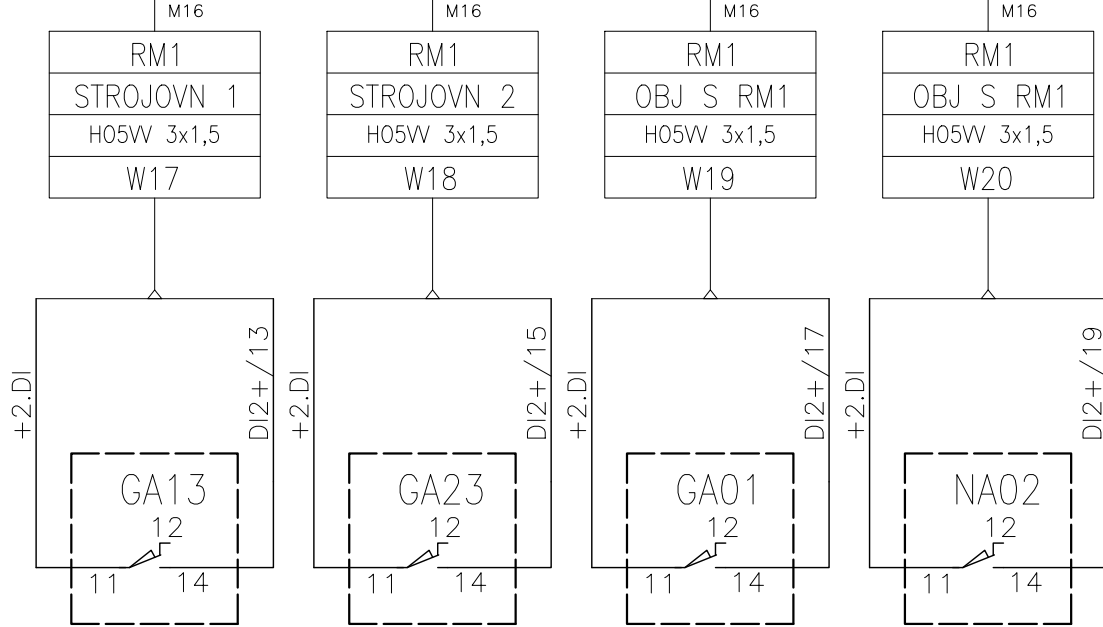 M16 M16 M16 M16
RM1 RM1 RM1 RM1
STROJOVN 1 STROJOVN 2 OBJ S RM1 OBJ S RM1
H05VV 3x1,5 H05VV 3x1,5 H05VV 3x1,5 H05VV 3x1,5
W17 W18 W19 W20
+2.DI DI2+/13 +2.DI DI2+/15 +2.DI DI2+/17 +2.DI DI2+/19
GA13 GA23 GA01 NA02
12 12 12 12
11 14 11 14 11 14 11 14